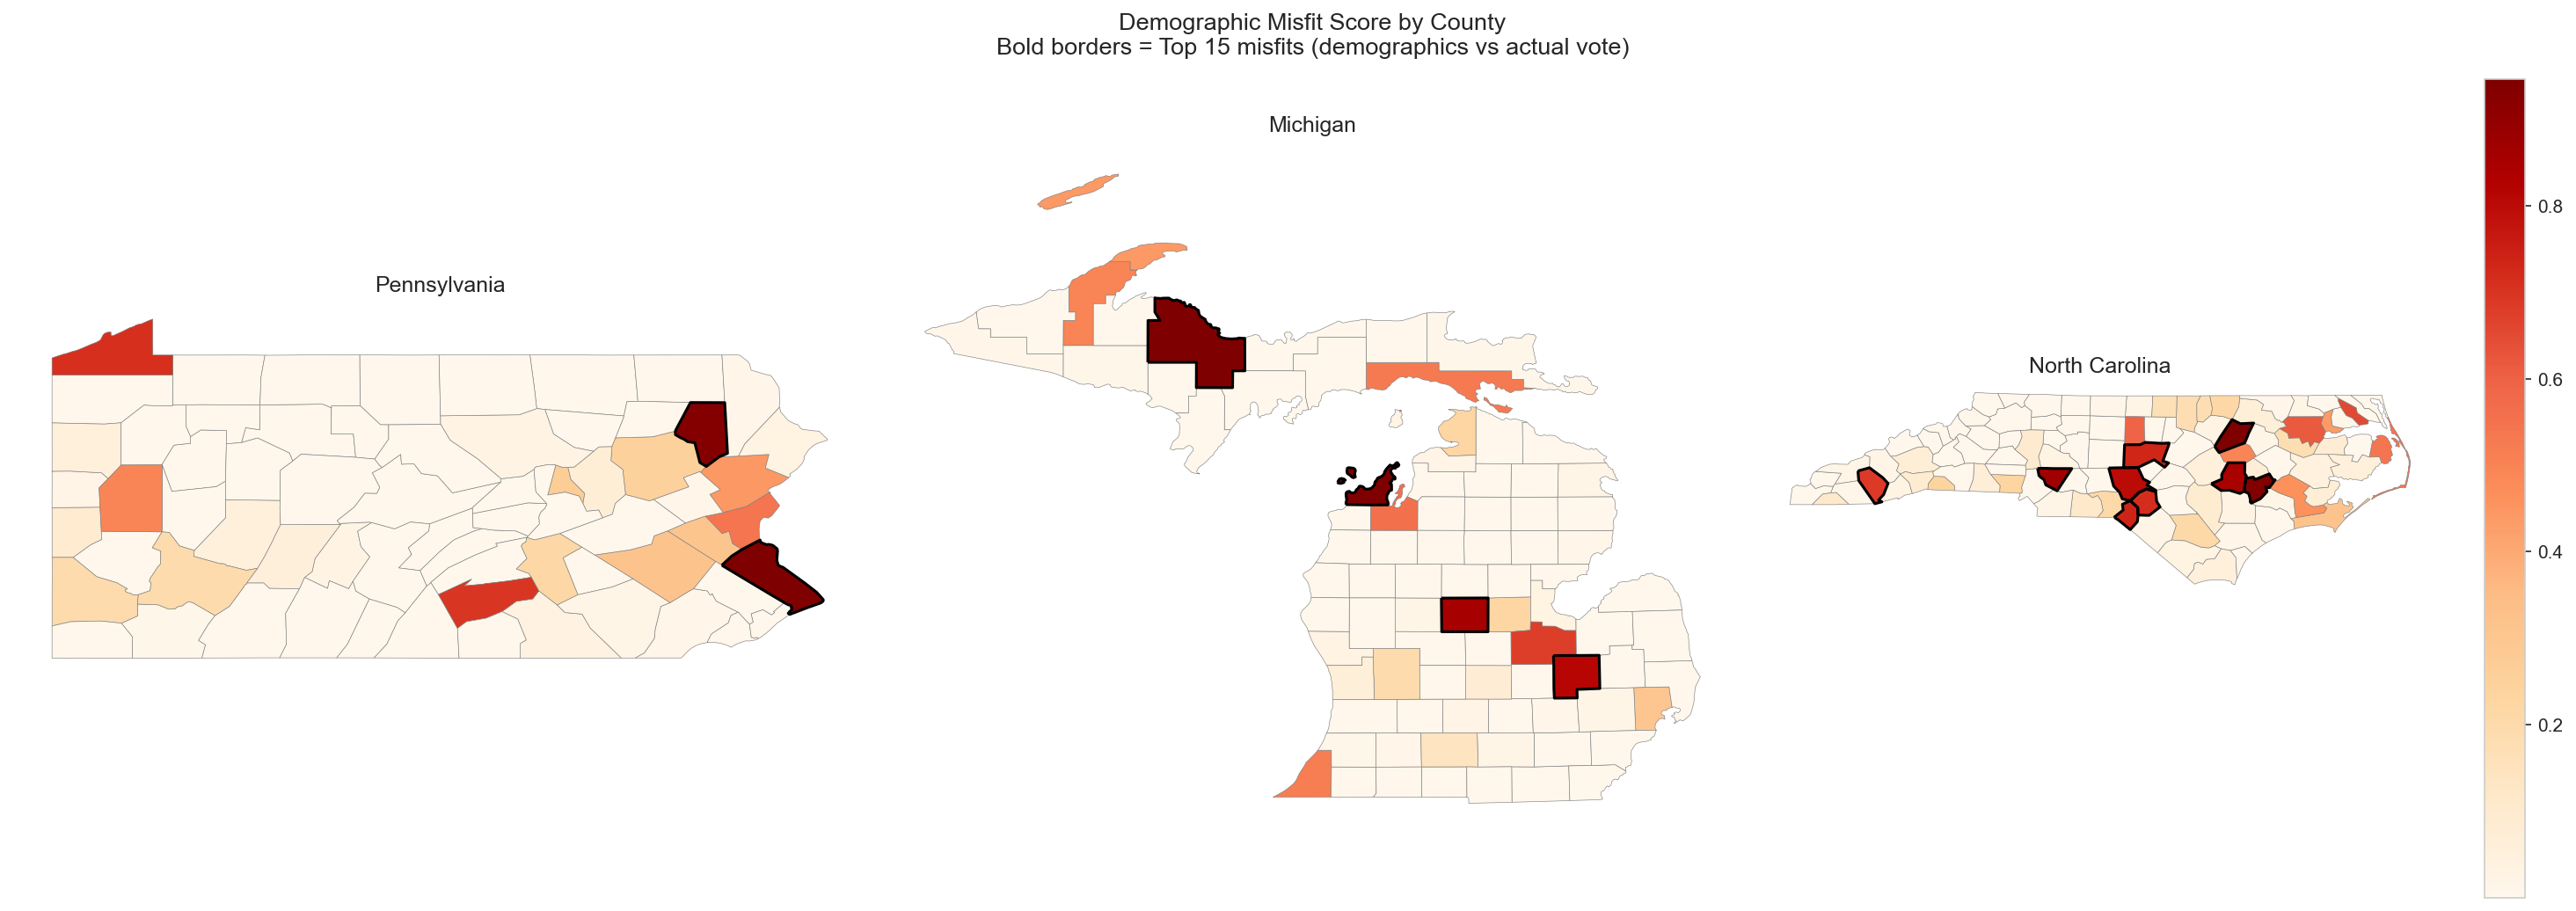 Demographic Misfit Score by County
Bold borders = Top 15 misfits (demographics vs actual vote)
Michigan
Pennsylvania
North Carolina
0.8
0.6
0.4
0.2